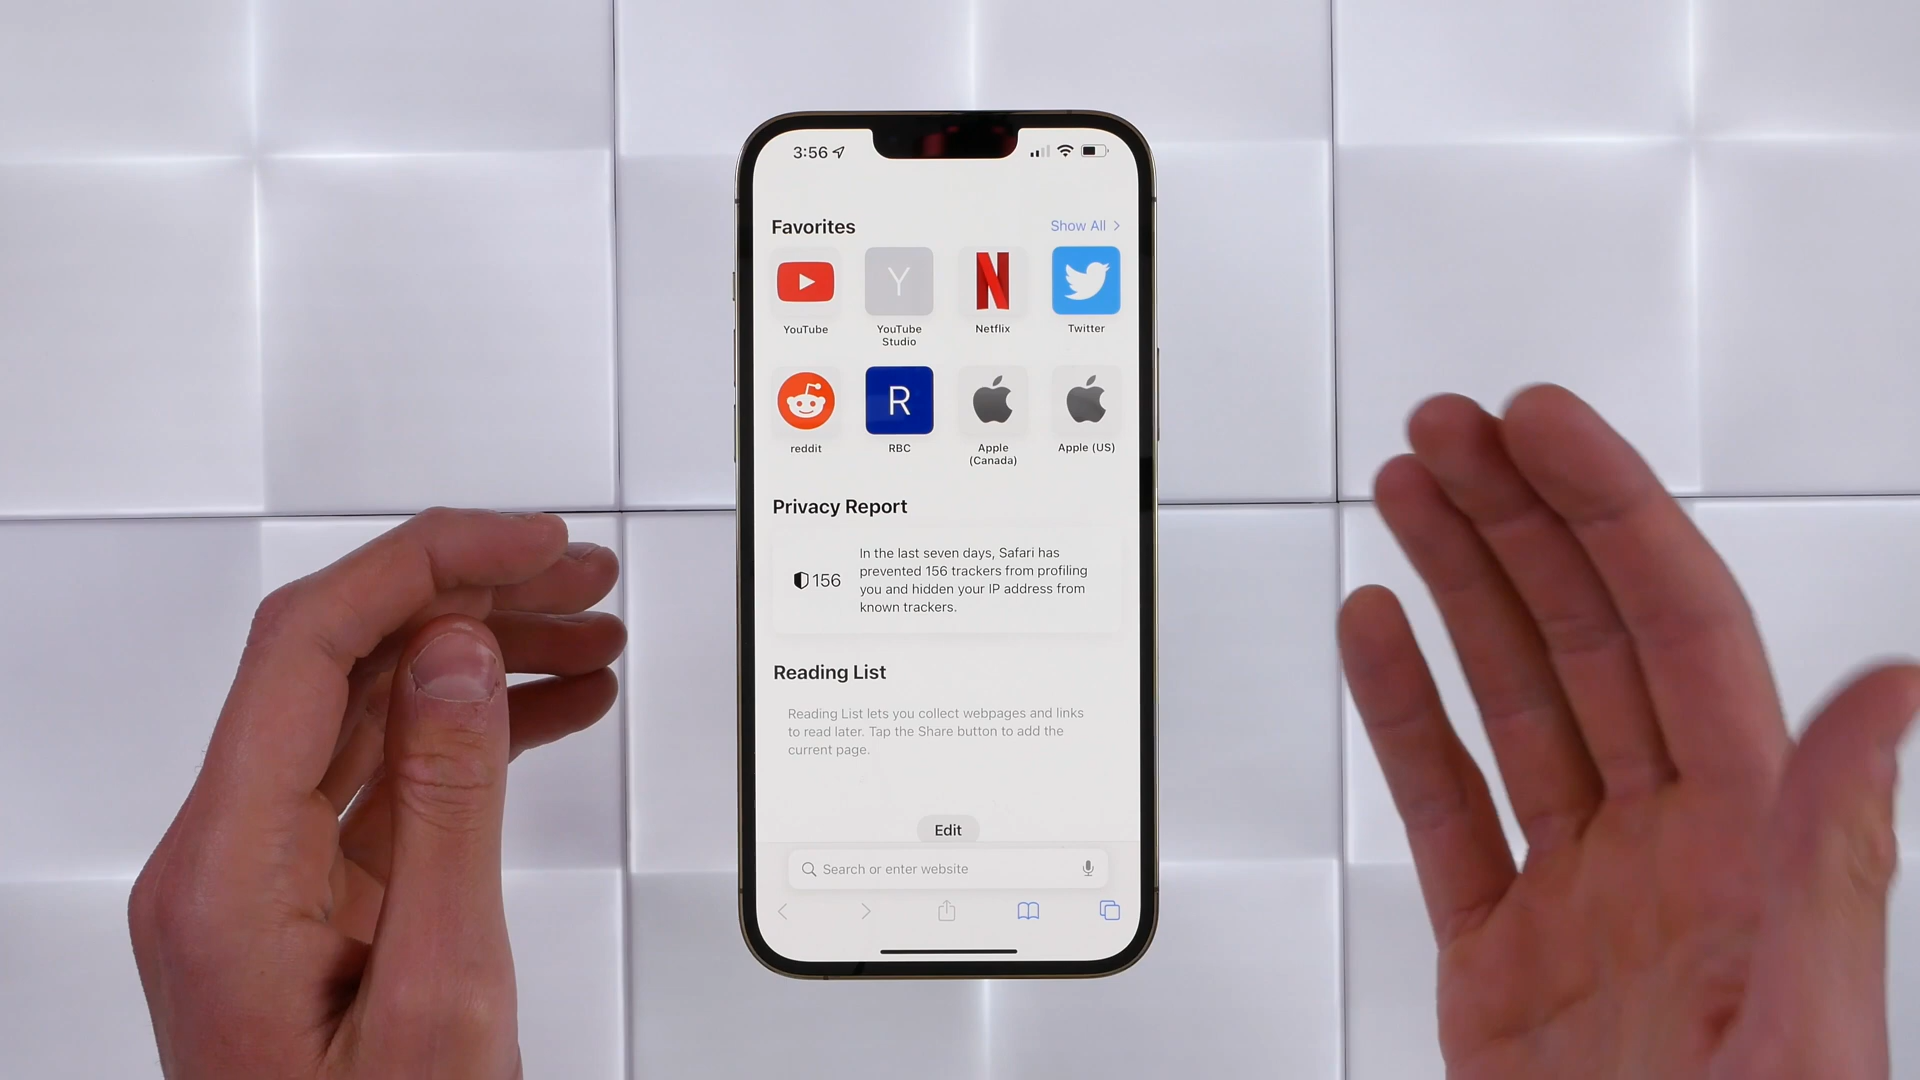 3:56
Favorites
Show All >
YouTube
Y
YouTube
Studio
Netflix
Twitter
reddit
R
RBC
Apple
(Canada)
Apple (US)
Privacy Report
156
In the last seven days, Safari has
prevented 156 trackers from profiling
you and hidden your IP address from
known trackers.
Reading List
Reading List lets you collect webpages and links
to read later. Tap the Share button to add the
current page.
Edit
Search or enter website